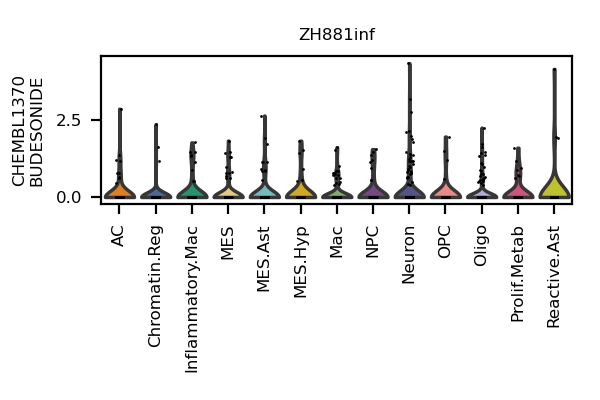 ZH881inf
CHEMBL1370
BUDESONIDE
2.5
0.0
AC
Chromatin.Reg
Inflammatory.Mac
MES
MES.Ast
MES.Hyp
Mac
NPC
Neuron
OPC
Oligo
Prolif.Metab
Reactive.Ast